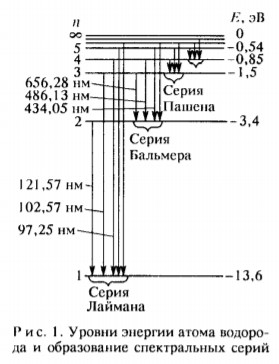 n E, эВ
∞ 0
5 -0,54
4 -0,85
3 -1,5
656,28 нм
486,13 нм
434,05 нм
Серия
Пашена
2 -3,4
Серия
Бальмера
121,57 нм
102,57 нм
97,25 нм
1 -13,6
Серия
Лаймана
Рис. 1. Уровни энергии атома водоро-
да и образование спектральных серий